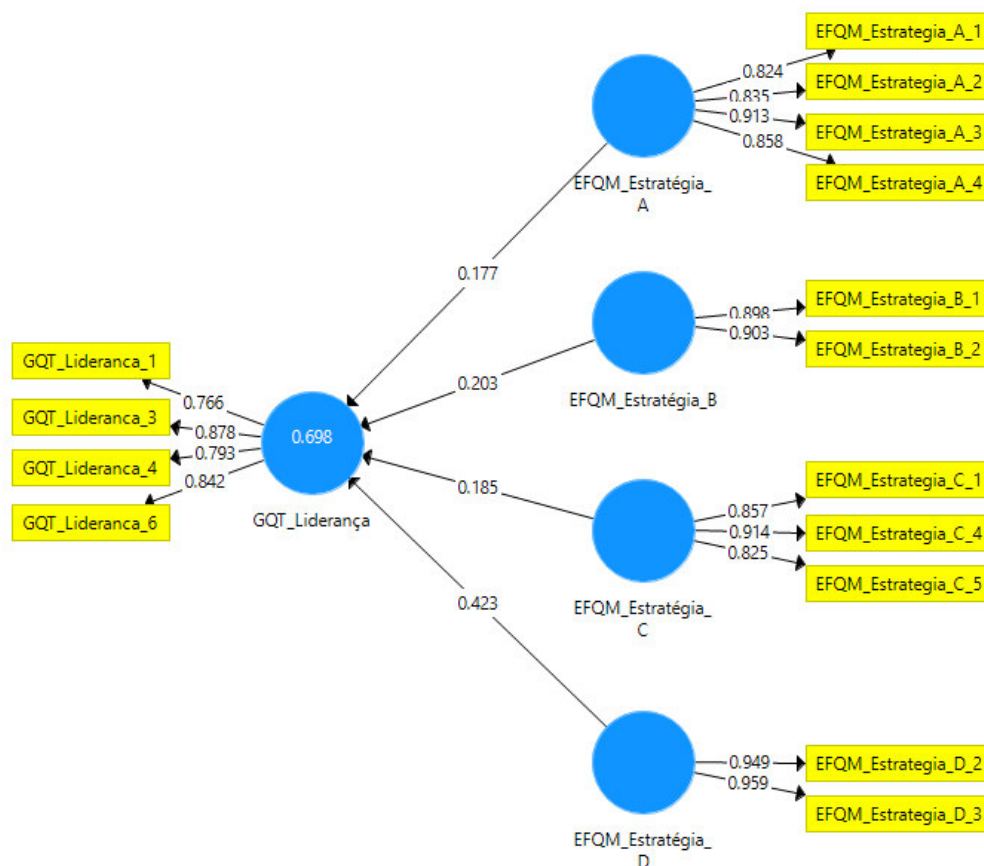 EFQM_Estrategia_A_1
0.824
EFQM_Estrategia_A_2
0.835
0.913
EFQM_Estrategia_A_3
0.858
EFQM_Estratégia_
A
EFQM_Estrategia_A_4
0.177
EFQM_Estrategia_B_1
0.898
0.903
EFQM_Estrategia_B_2
GQT_Lideranca_1
0.203
EFQM_Estratégia_B
0.766
GQT_Lideranca_3
0.878
0.698
0.793
GQT_Lideranca_4
0.842
GQT_Lideranca_6
GQT_Liderança
0.185
EFQM_Estrategia_C_1
0.857
0.914
EFQM_Estrategia_C_4
0.825
EFQM_Estrategia_C_5
EFQM_Estratégia_
C
0.423
0.949
EFQM_Estrategia_D_2
0.959
EFQM_Estrategia_D_3
EFQM_Estratégia_
D